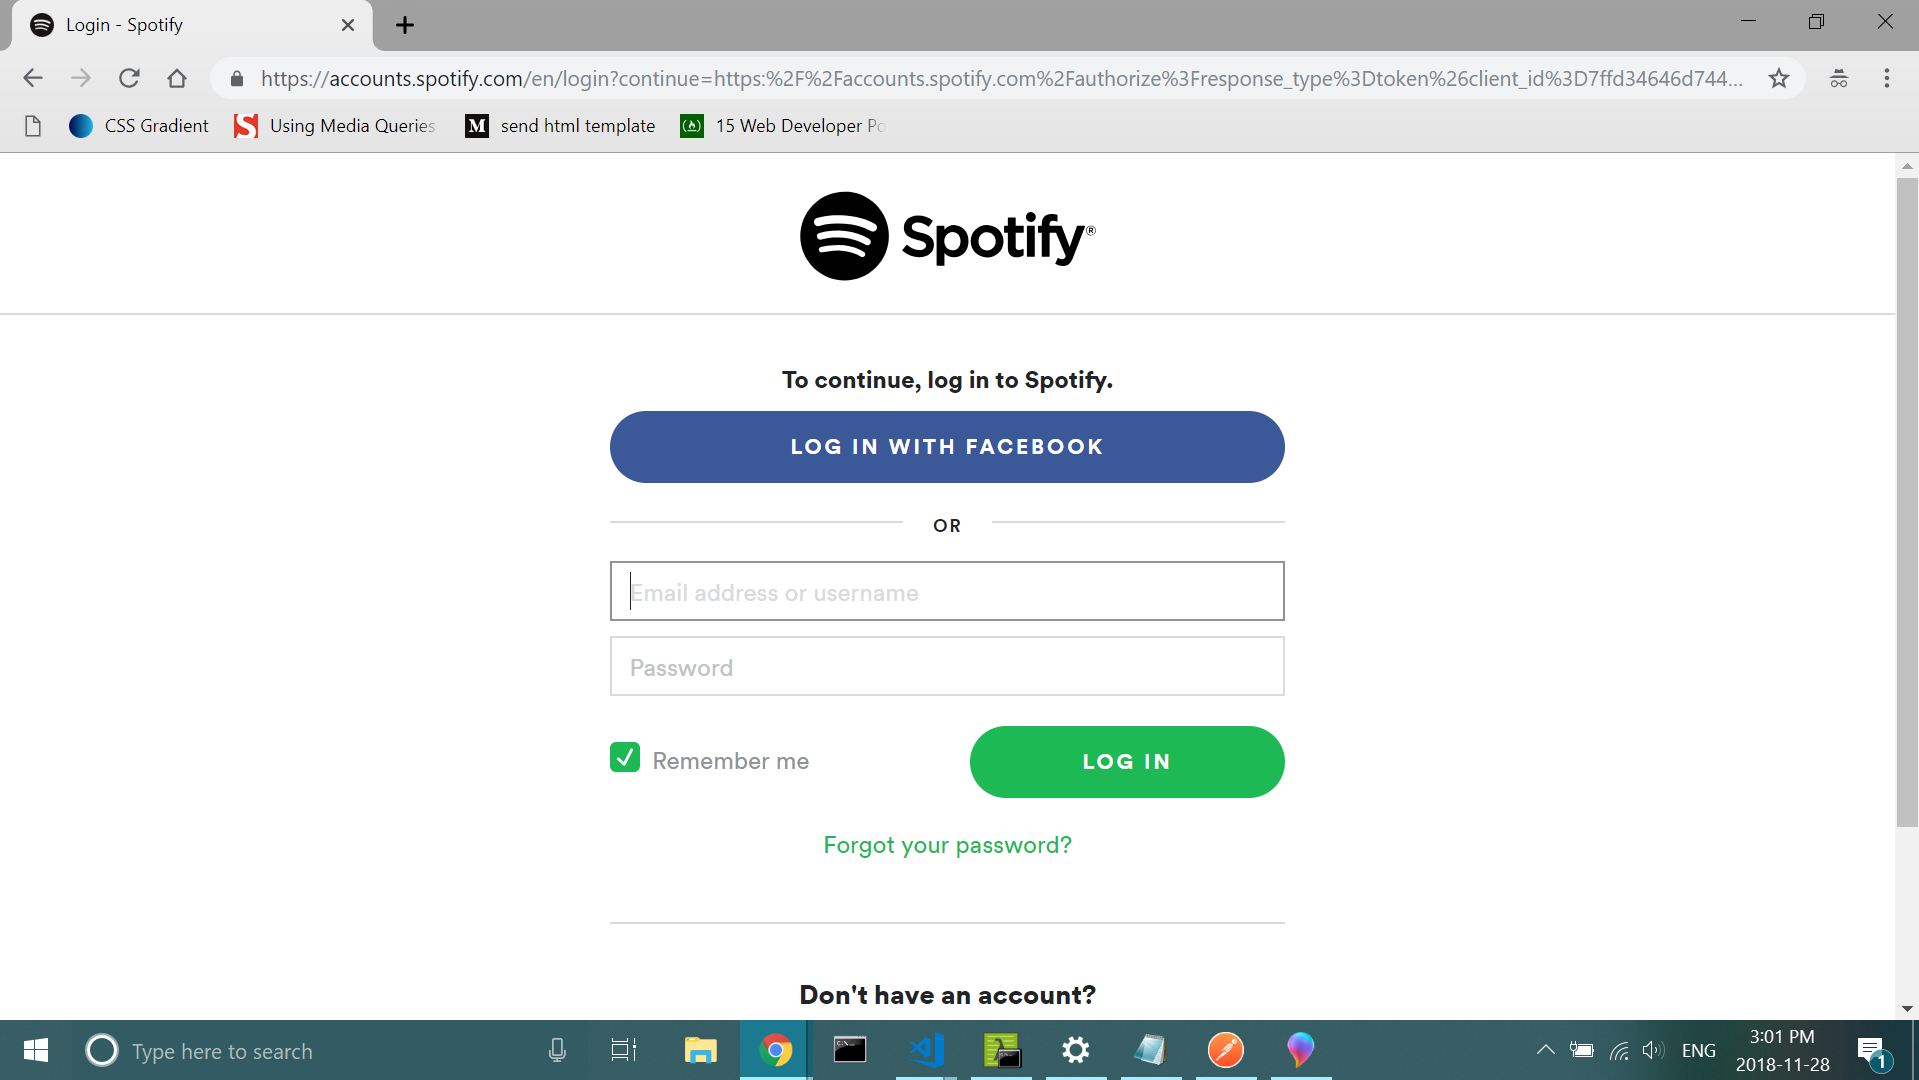 Login - Spotify
https://accounts.spotify.com/en/login?continue=https:%2F%2Faccounts.spotify.com%2Fauthorize%3Fresponse_type%3Dtoken%26client_id%3D7ffd34646d744...
CSS Gradient
Using Media Queries
M
send html template
15 Web Developer Po
Spotify®
To continue, log in to Spotify.
LOG IN WITH FACEBOOK
OR
Email address or username
Password
Remember me
LOG IN
Forgot your password?
Don't have an account?
Type here to search
ENG
3:01 PM
2018-11-28
1